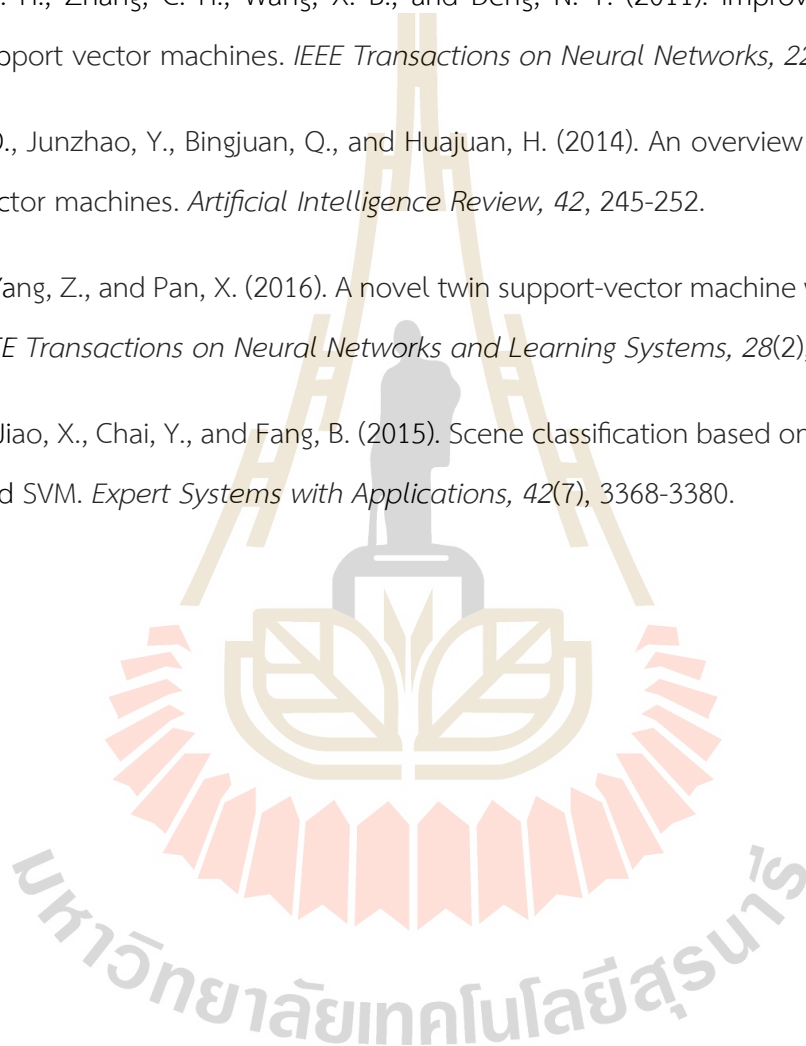 H., Zhang, C. H., Wang, X. B., and Deng, N. Y. (2011). Improv
pport vector machines. IEEE Transactions on Neural Networks, 22
O., Junzhao, Y., Bingjuan, Q., and Huajuan, H. (2014). An overview
ctor machines. Artificial Intelligence Review, 42, 245-252.
Yang, Z., and Pan, X. (2016). A novel twin support-vector machine
EE Transactions on Neural Networks and Learning Systems, 28(2),
Jiao, X., Chai, Y., and Fang, B. (2015). Scene classification based on
d SVM. Expert Systems with Applications, 42(7), 3368-3380.
มหาวิทยาลัยเทคโนโลยีสุรนารี